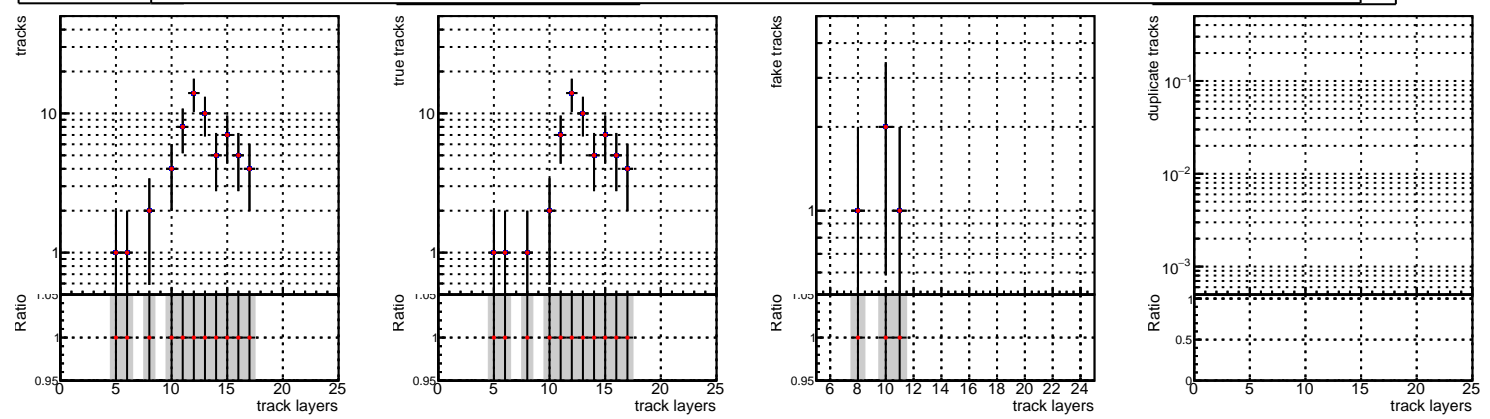 tracks
10
1
Ratio
1.05
1
0.95
0 5 10 15 20 25
track layers
true tracks
10
1
Ratio
1.05
1
0.95
0 5 10 15 20 25
track layers
fake tracks
1
Ratio
1.05
1
0.95
6 8 10 12 14 16 18 20 22 24
track layers
duplicate tracks
10−1
10−2
10−3
Ratio
1
0.5
0
0 5 10 15 20 25
track layers